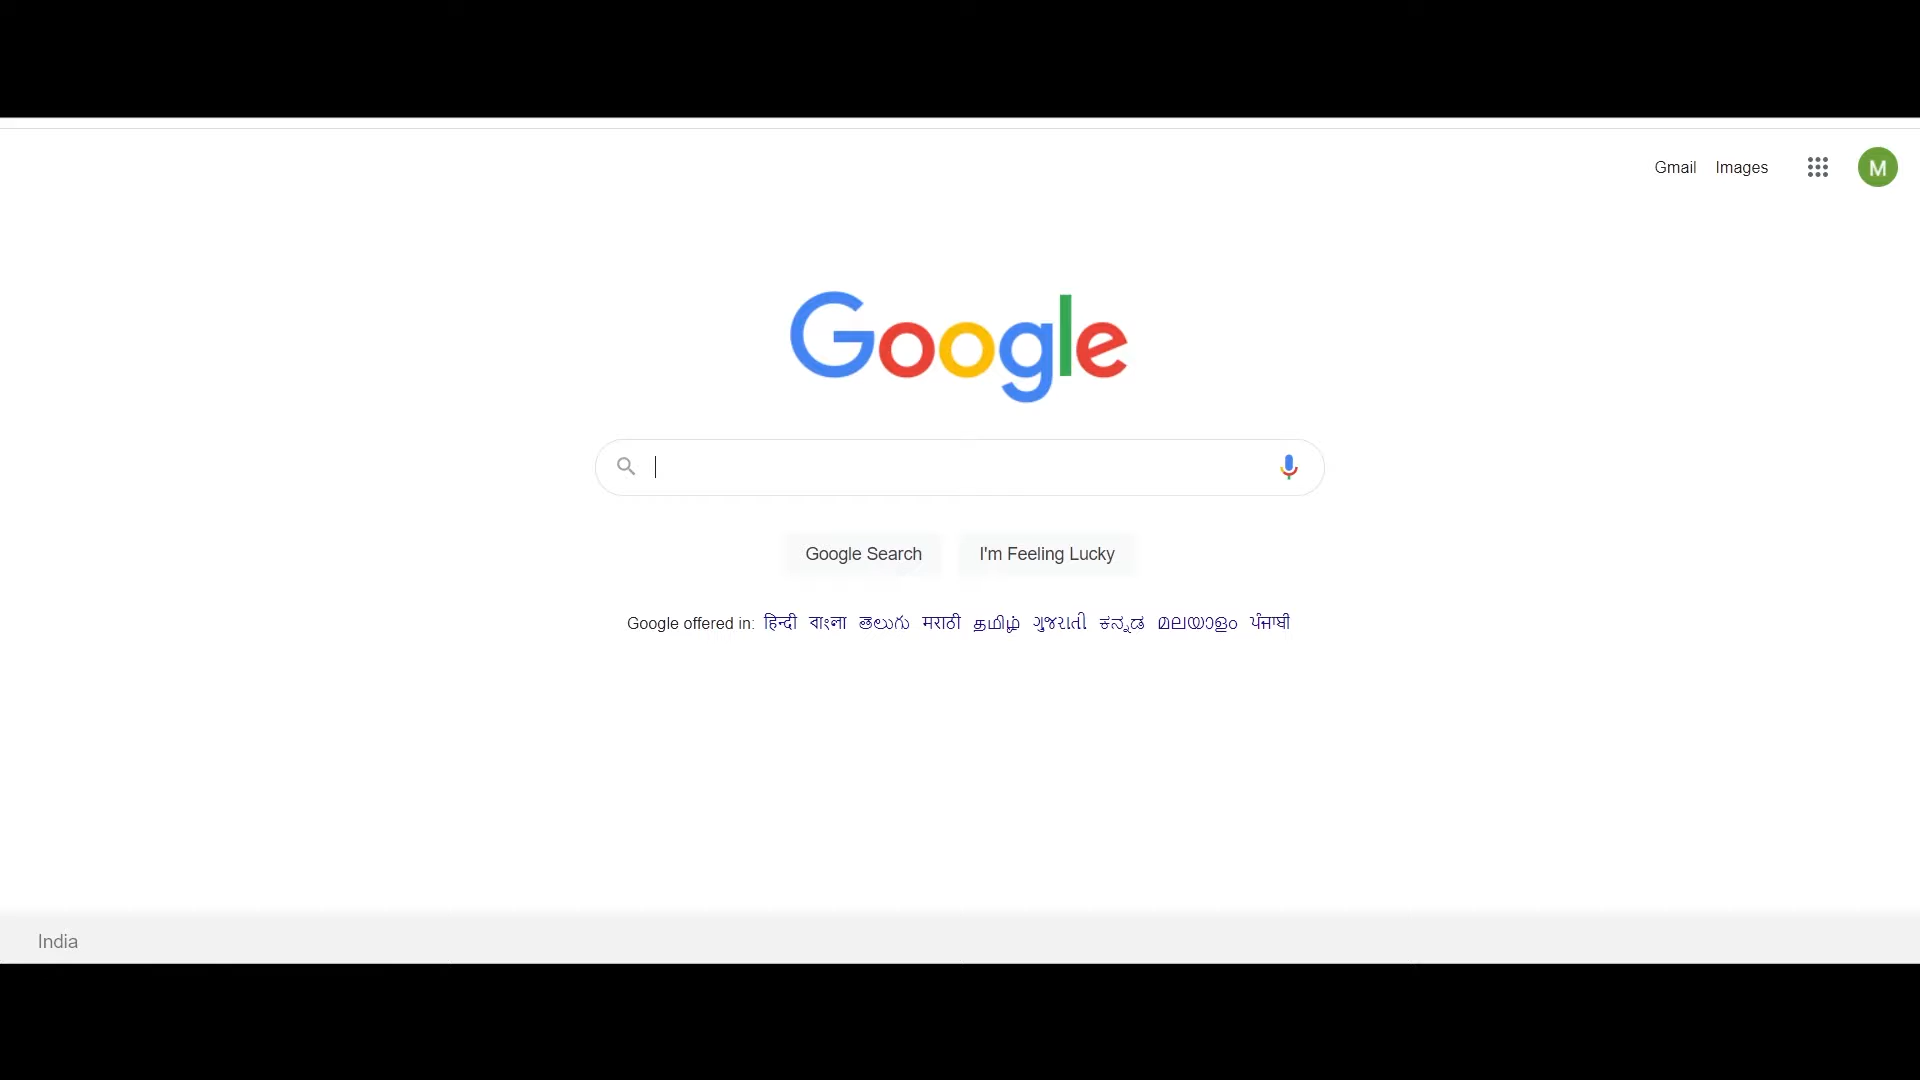 Gmail Images M
Google
Google Search I'm Feeling Lucky
Google offered in: हिन्दी বাংলা తెలుగు मराठी தமிழ் ગુજરાતી ಕನ್ನಡ മലയാളം ਪੰਜਾਬੀ
India